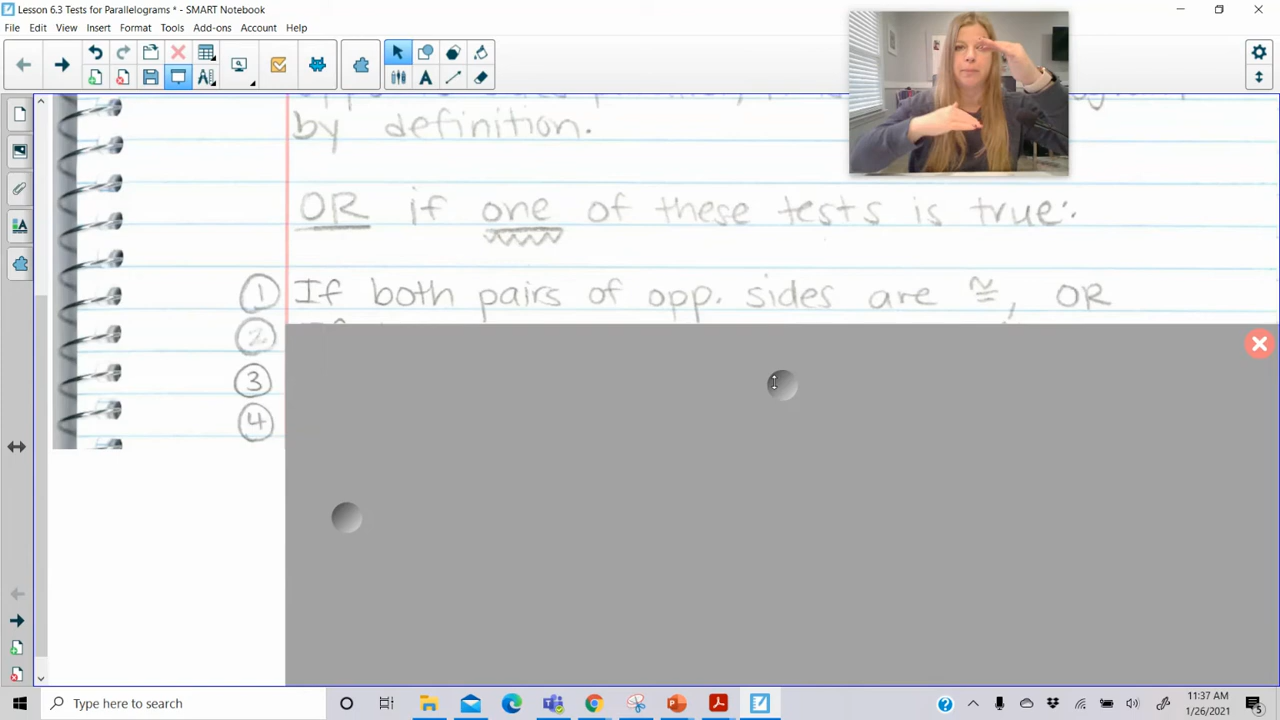 Lesson 6.3 Tests for Parallelograms * - SMART Notebook
File Edit View Insert Format Tools Add-ons Account Help
by definition.
OR if one of these tests is true:
① If both pairs of opp. sides are ≅, OR
②
③
④
Type here to search
11:37 AM
1/26/2021
5